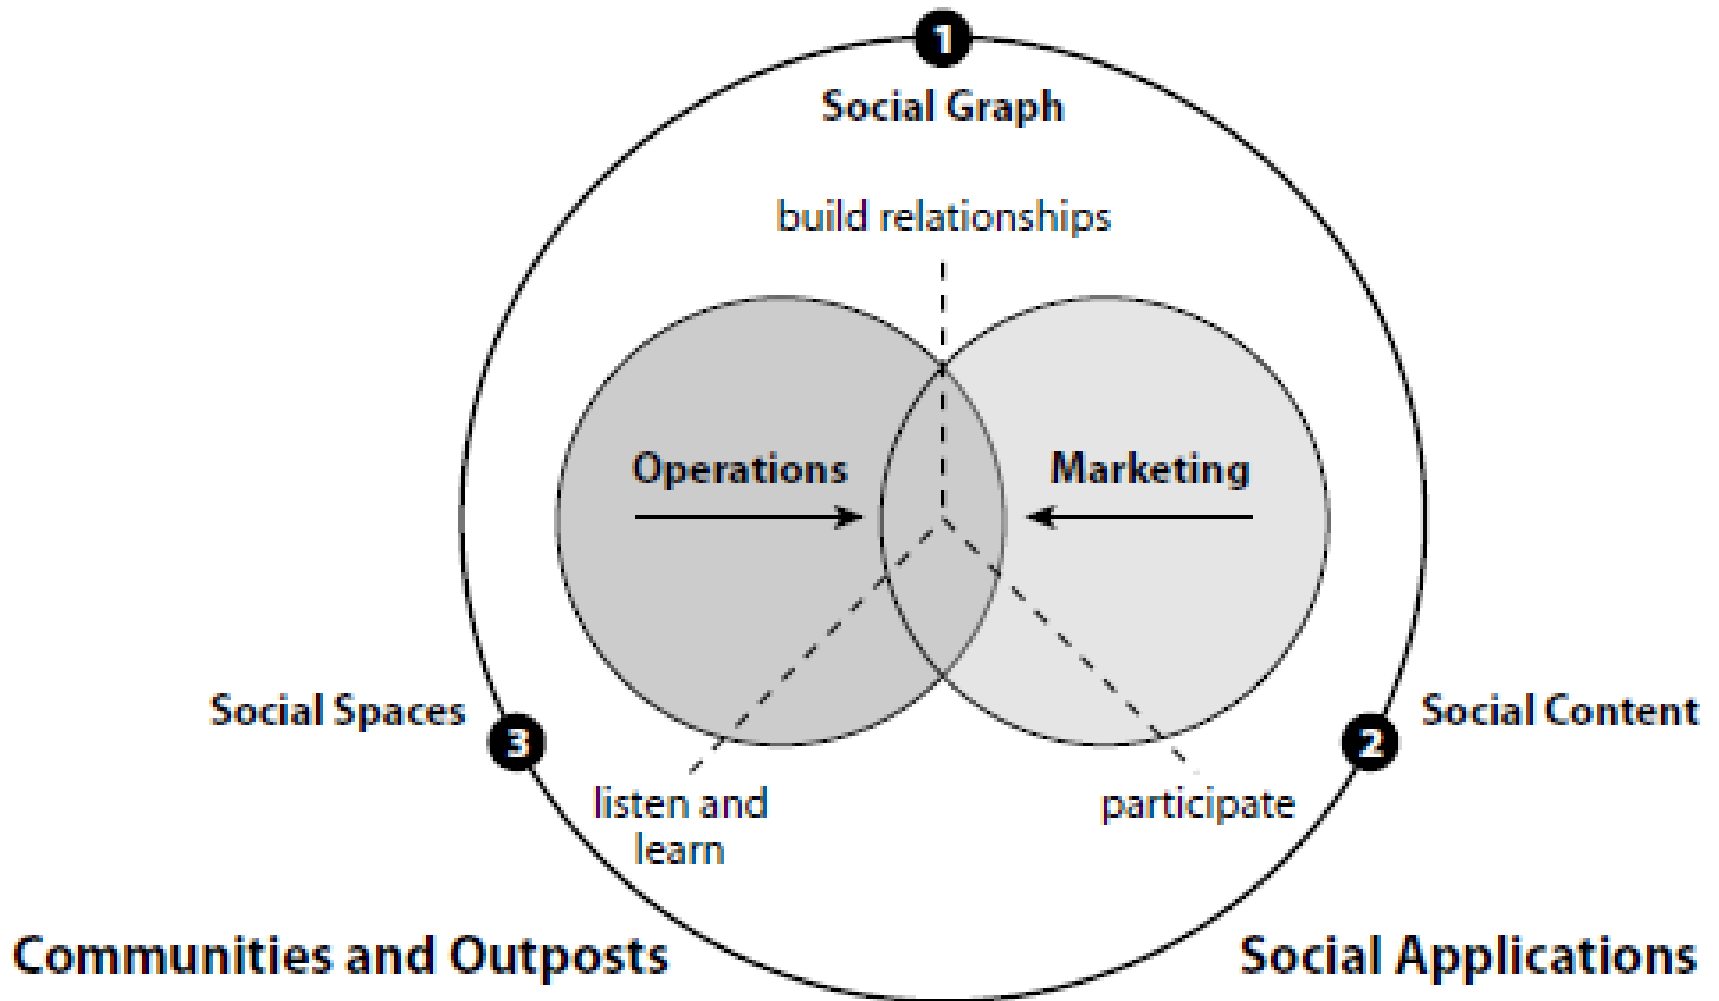 1
Social Graph
build relationships
Operations
Marketing
Social Spaces
3
Social Content
2
listen and
learn
participate
Communities and Outposts
Social Applications